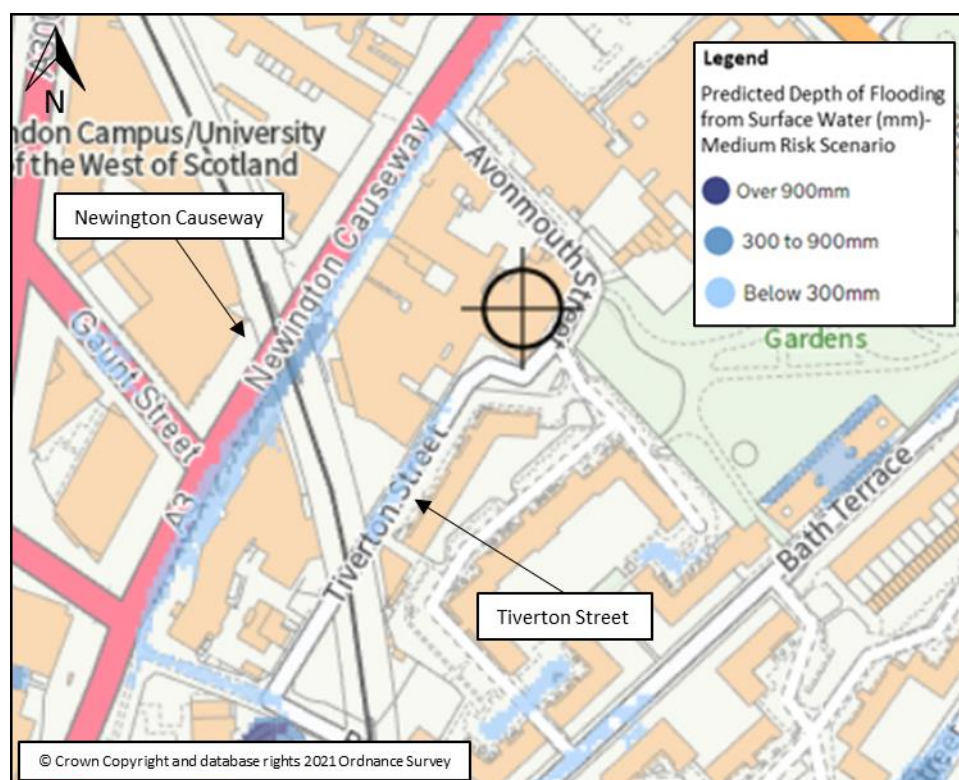 N
ndon Campus/University
of the West of Scotland
Newington Causeway
Newington Causeway
Gaunt Street
A3
Avonmouth Street
Tiverton Street
Tiverton Street
Gardens
Bath Terrace
Legend
Predicted Depth of Flooding
from Surface Water (mm)-
Medium Risk Scenario
Over 900mm
300 to 900mm
Below 300mm
© Crown Copyright and database rights 2021 Ordnance Survey